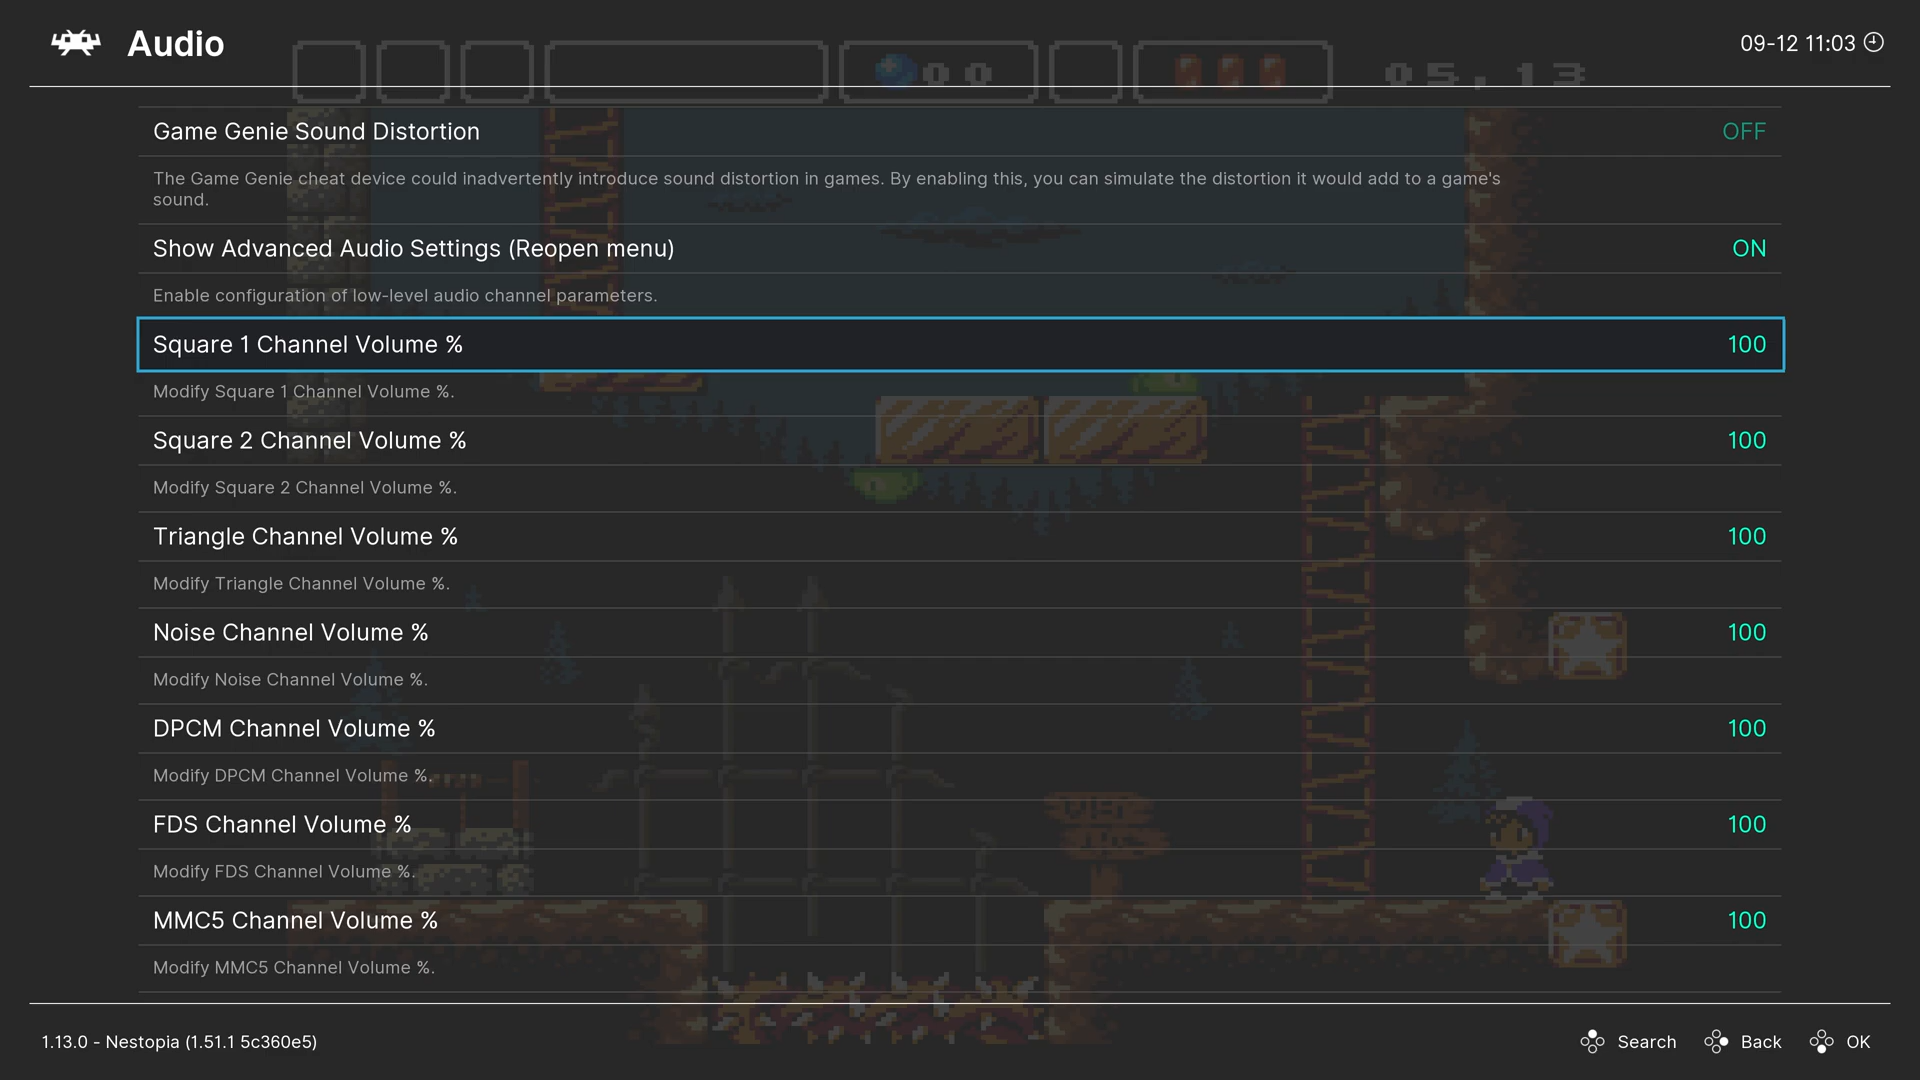 Audio
09-12 11:03
00
05,13
Game Genie Sound Distortion OFF
The Game Genie cheat device could inadvertently introduce sound distortion in games. By enabling this, you can simulate the distortion it would add to a game's
sound.
Show Advanced Audio Settings (Reopen menu) ON
Enable configuration of low-level audio channel parameters.
Square 1 Channel Volume % 100
Modify Square 1 Channel Volume %.
Square 2 Channel Volume % 100
Modify Square 2 Channel Volume %.
Triangle Channel Volume % 100
Modify Triangle Channel Volume %.
Noise Channel Volume % 100
Modify Noise Channel Volume %.
DPCM Channel Volume % 100
Modify DPCM Channel Volume %.
FDS Channel Volume % 100
Modify FDS Channel Volume %.
MMC5 Channel Volume % 100
Modify MMC5 Channel Volume %.
1.13.0 - Nestopia (1.51.1 5c360e5)
Search Back OK